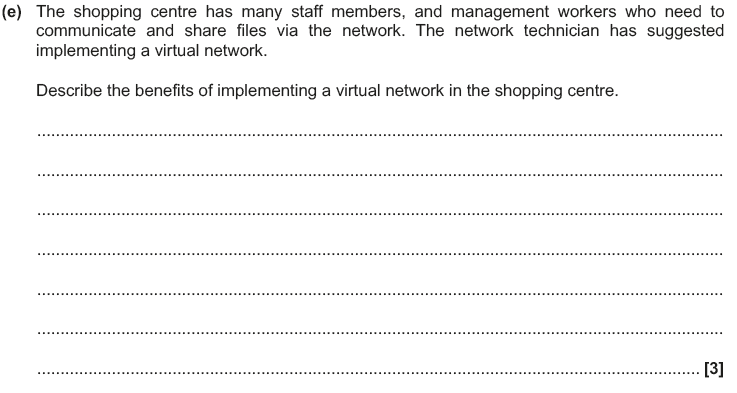 (e) The shopping centre has many staff members, and management workers who need to
communicate and share files via the network. The network technician has suggested
implementing a virtual network.
Describe the benefits of implementing a virtual network in the shopping centre.
[3]